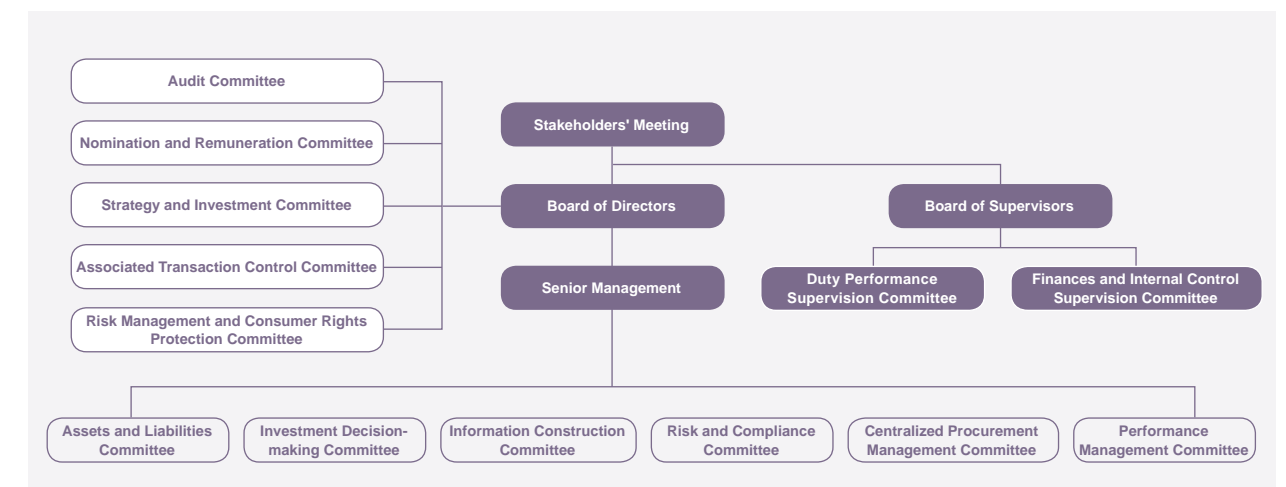 Audit Committee
Nomination and Remuneration Committee
Strategy and Investment Committee
Associated Transaction Control Committee
Risk Management and Consumer Rights
Protection Committee
Stakeholders' Meeting
Board of Directors
Board of Supervisors
Senior Management
Duty Performance
Supervision Committee
Finances and Internal Control
Supervision Committee
Assets and Liabilities
Committee
Investment Decision-
making Committee
Information Construction
Committee
Risk and Compliance
Committee
Centralized Procurement
Management Committee
Performance
Management Committee